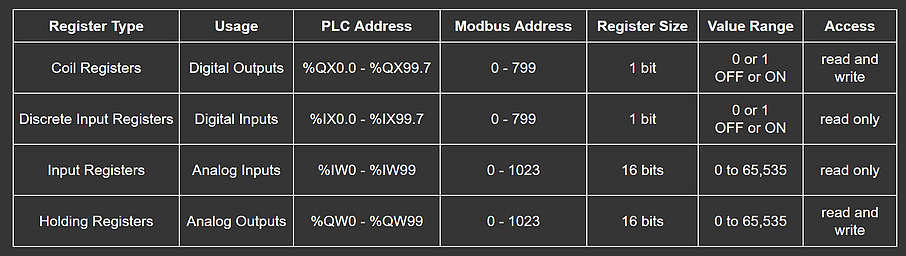 Register Type Usage PLC Address Modbus Address Register Size Value Range Access
Coil Registers Digital Outputs %QX0.0 - %QX99.7 0 - 799 1 bit 0 or 1 OFF or ON read and write
Discrete Input Registers Digital Inputs %IX0.0 - %IX99.7 0 - 799 1 bit 0 or 1 OFF or ON read only
Input Registers Analog Inputs %IW0 - %IW99 0 - 1023 16 bits 0 to 65,535 read only
Holding Registers Analog Outputs %QW0 - %QW99 0 - 1023 16 bits 0 to 65,535 read and write